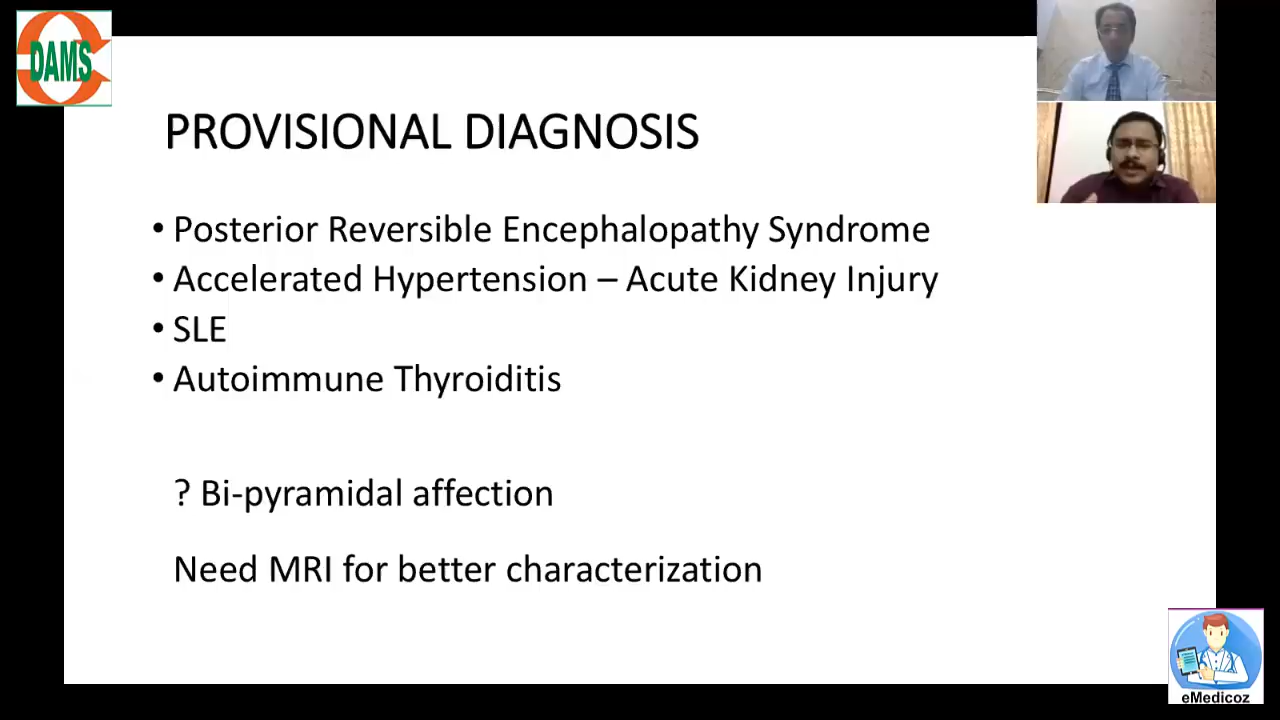 DAMS
PROVISIONAL DIAGNOSIS
• Posterior Reversible Encephalopathy Syndrome
• Accelerated Hypertension – Acute Kidney Injury
• SLE
• Autoimmune Thyroiditis
? Bi-pyramidal affection
Need MRI for better characterization
eMedicoz